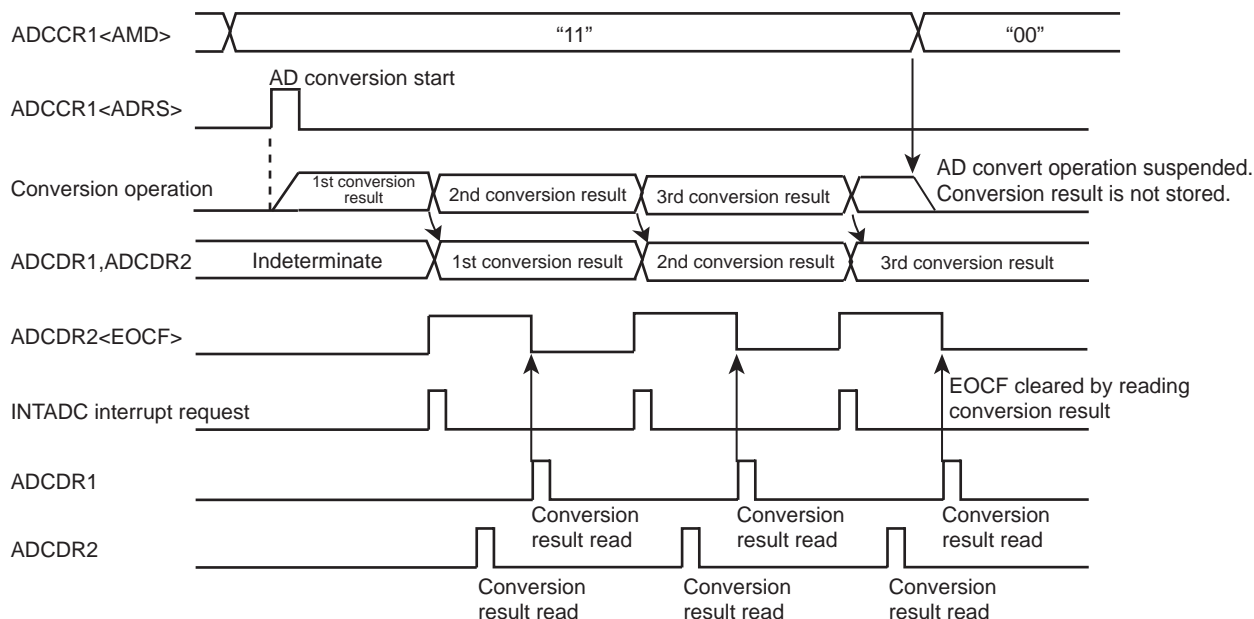 ADCCR1<AMD>
“11”
“00”
AD conversion start
ADCCR1<ADRS>
AD convert operation suspended.
Conversion result is not stored.
Conversion operation
1st conversion
result
2nd conversion result
3rd conversion result
ADCDR1,ADCDR2
Indeterminate
1st conversion result
2nd conversion result
3rd conversion result
ADCDR2<EOCF>
EOCF cleared by reading
conversion result
INTADC interrupt request
ADCDR1
Conversion
result read
Conversion
result read
Conversion
result read
ADCDR2
Conversion
result read
Conversion
result read
Conversion
result read